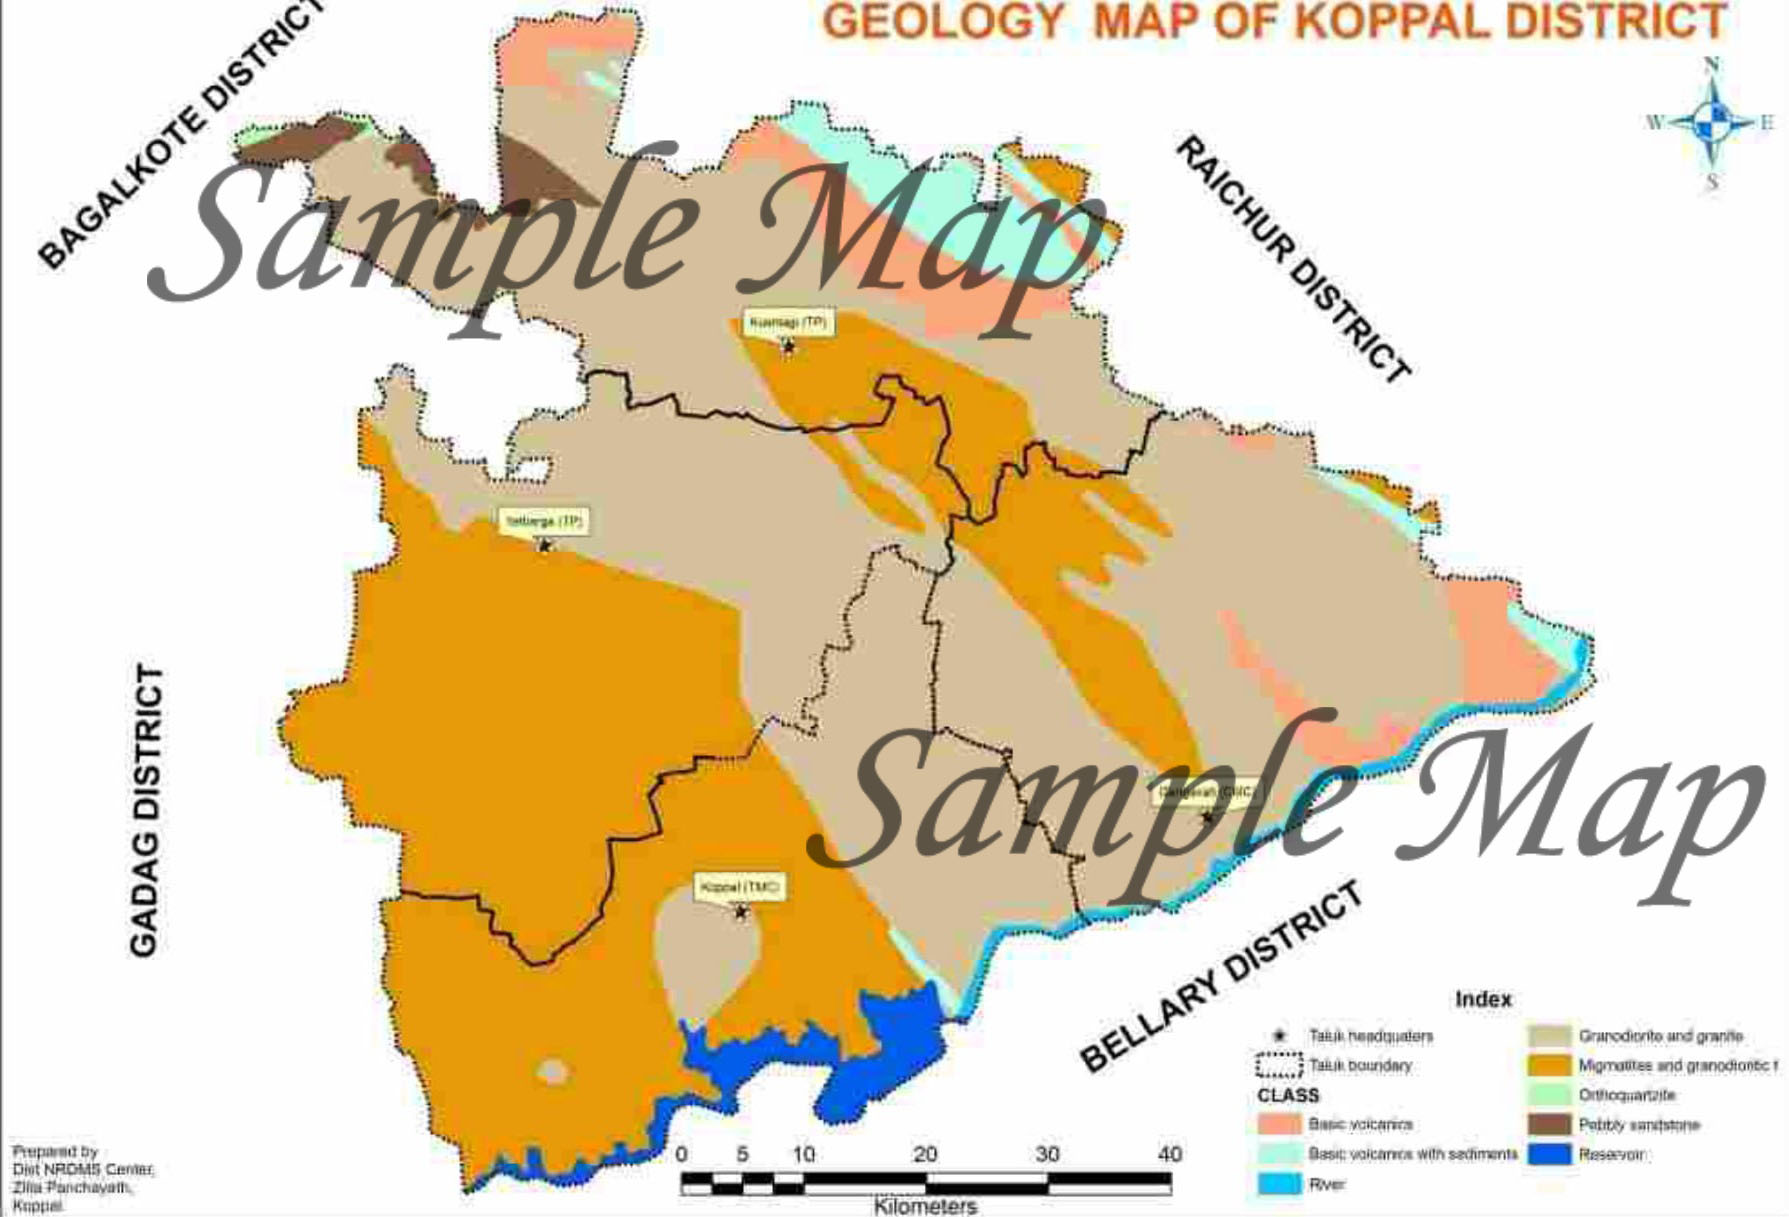 GEOLOGY MAP OF KOPPAL DISTRICT
N
W E
S
BAGALKOTE DISTRICT
RAICHUR DISTRICT
Sample Map
Kushtagi (TP)
Yelburga (TP)
GADAG DISTRICT
Sample Map
Gangavati (CMC)
Koppal (TMC)
BELLARY DISTRICT
Index
Taluk headquaters
Taluk boundary
CLASS
Basic volcanics
Basic volcanics with sediments
River
Granodiorite and granite
Migmatites and granodioritic t
Orthoquartzite
Pebbly sandstone
Reservoir
0 5 10 20 30 40
Kilometers
Prepared by
Dist NRDMS Center,
Zilla Panchayath,
Koppal.